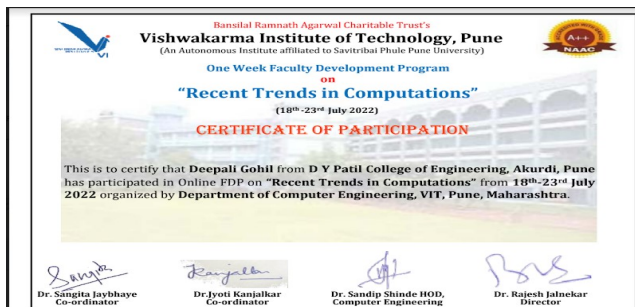 Bansilal Ramnath Agarwal Charitable Trust's
Vishwakarma Institute of Technology, Pune
(An Autonomous Institute affiliated to Savitribai Phule Pune University)
VI
A++
NAAC
One Week Faculty Development Program
on
"Recent Trends in Computations"
(18th -23rd July 2022)
CERTIFICATE OF PARTICIPATION
This is to certify that Deepali Gohil from D Y Patil College of Engineering, Akurdi, Pune
has participated in Online FDP on "Recent Trends in Computations" from 18th-23rd July
2022 organized by Department of Computer Engineering, VIT, Pune, Maharashtra.
Sangita
Kanjalkar
Dr. Sangita Jaybhaye
Co-ordinator
Dr.Jyoti Kanjalkar
Co-ordinator
Dr. Sandip Shinde HOD,
Computer Engineering
Dr. Rajesh Jalnekar
Director